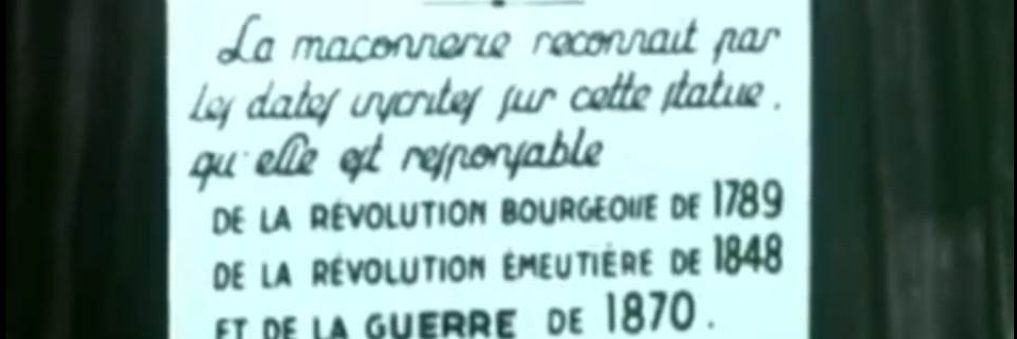 La maçonnerie reconnait par
les dates inscrites sur cette statue.
qu'elle est responsable
DE LA RÉVOLUTION BOURGEOISE DE 1789
DE LA RÉVOLUTION ÉMEUTIÈRE DE 1848
ET DE LA GUERRE DE 1870.